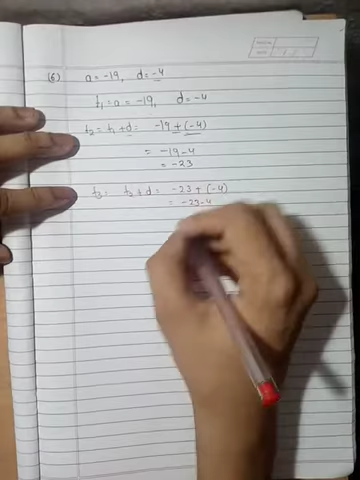 (6) a = -19, d = -4
t₁ = a = -19, d = -4
t₂ = t₁ + d = -19 + (-4)
= -19 - 4
= -23
t₃ = t₂ + d = -23 + (-4)
= -23 - 4